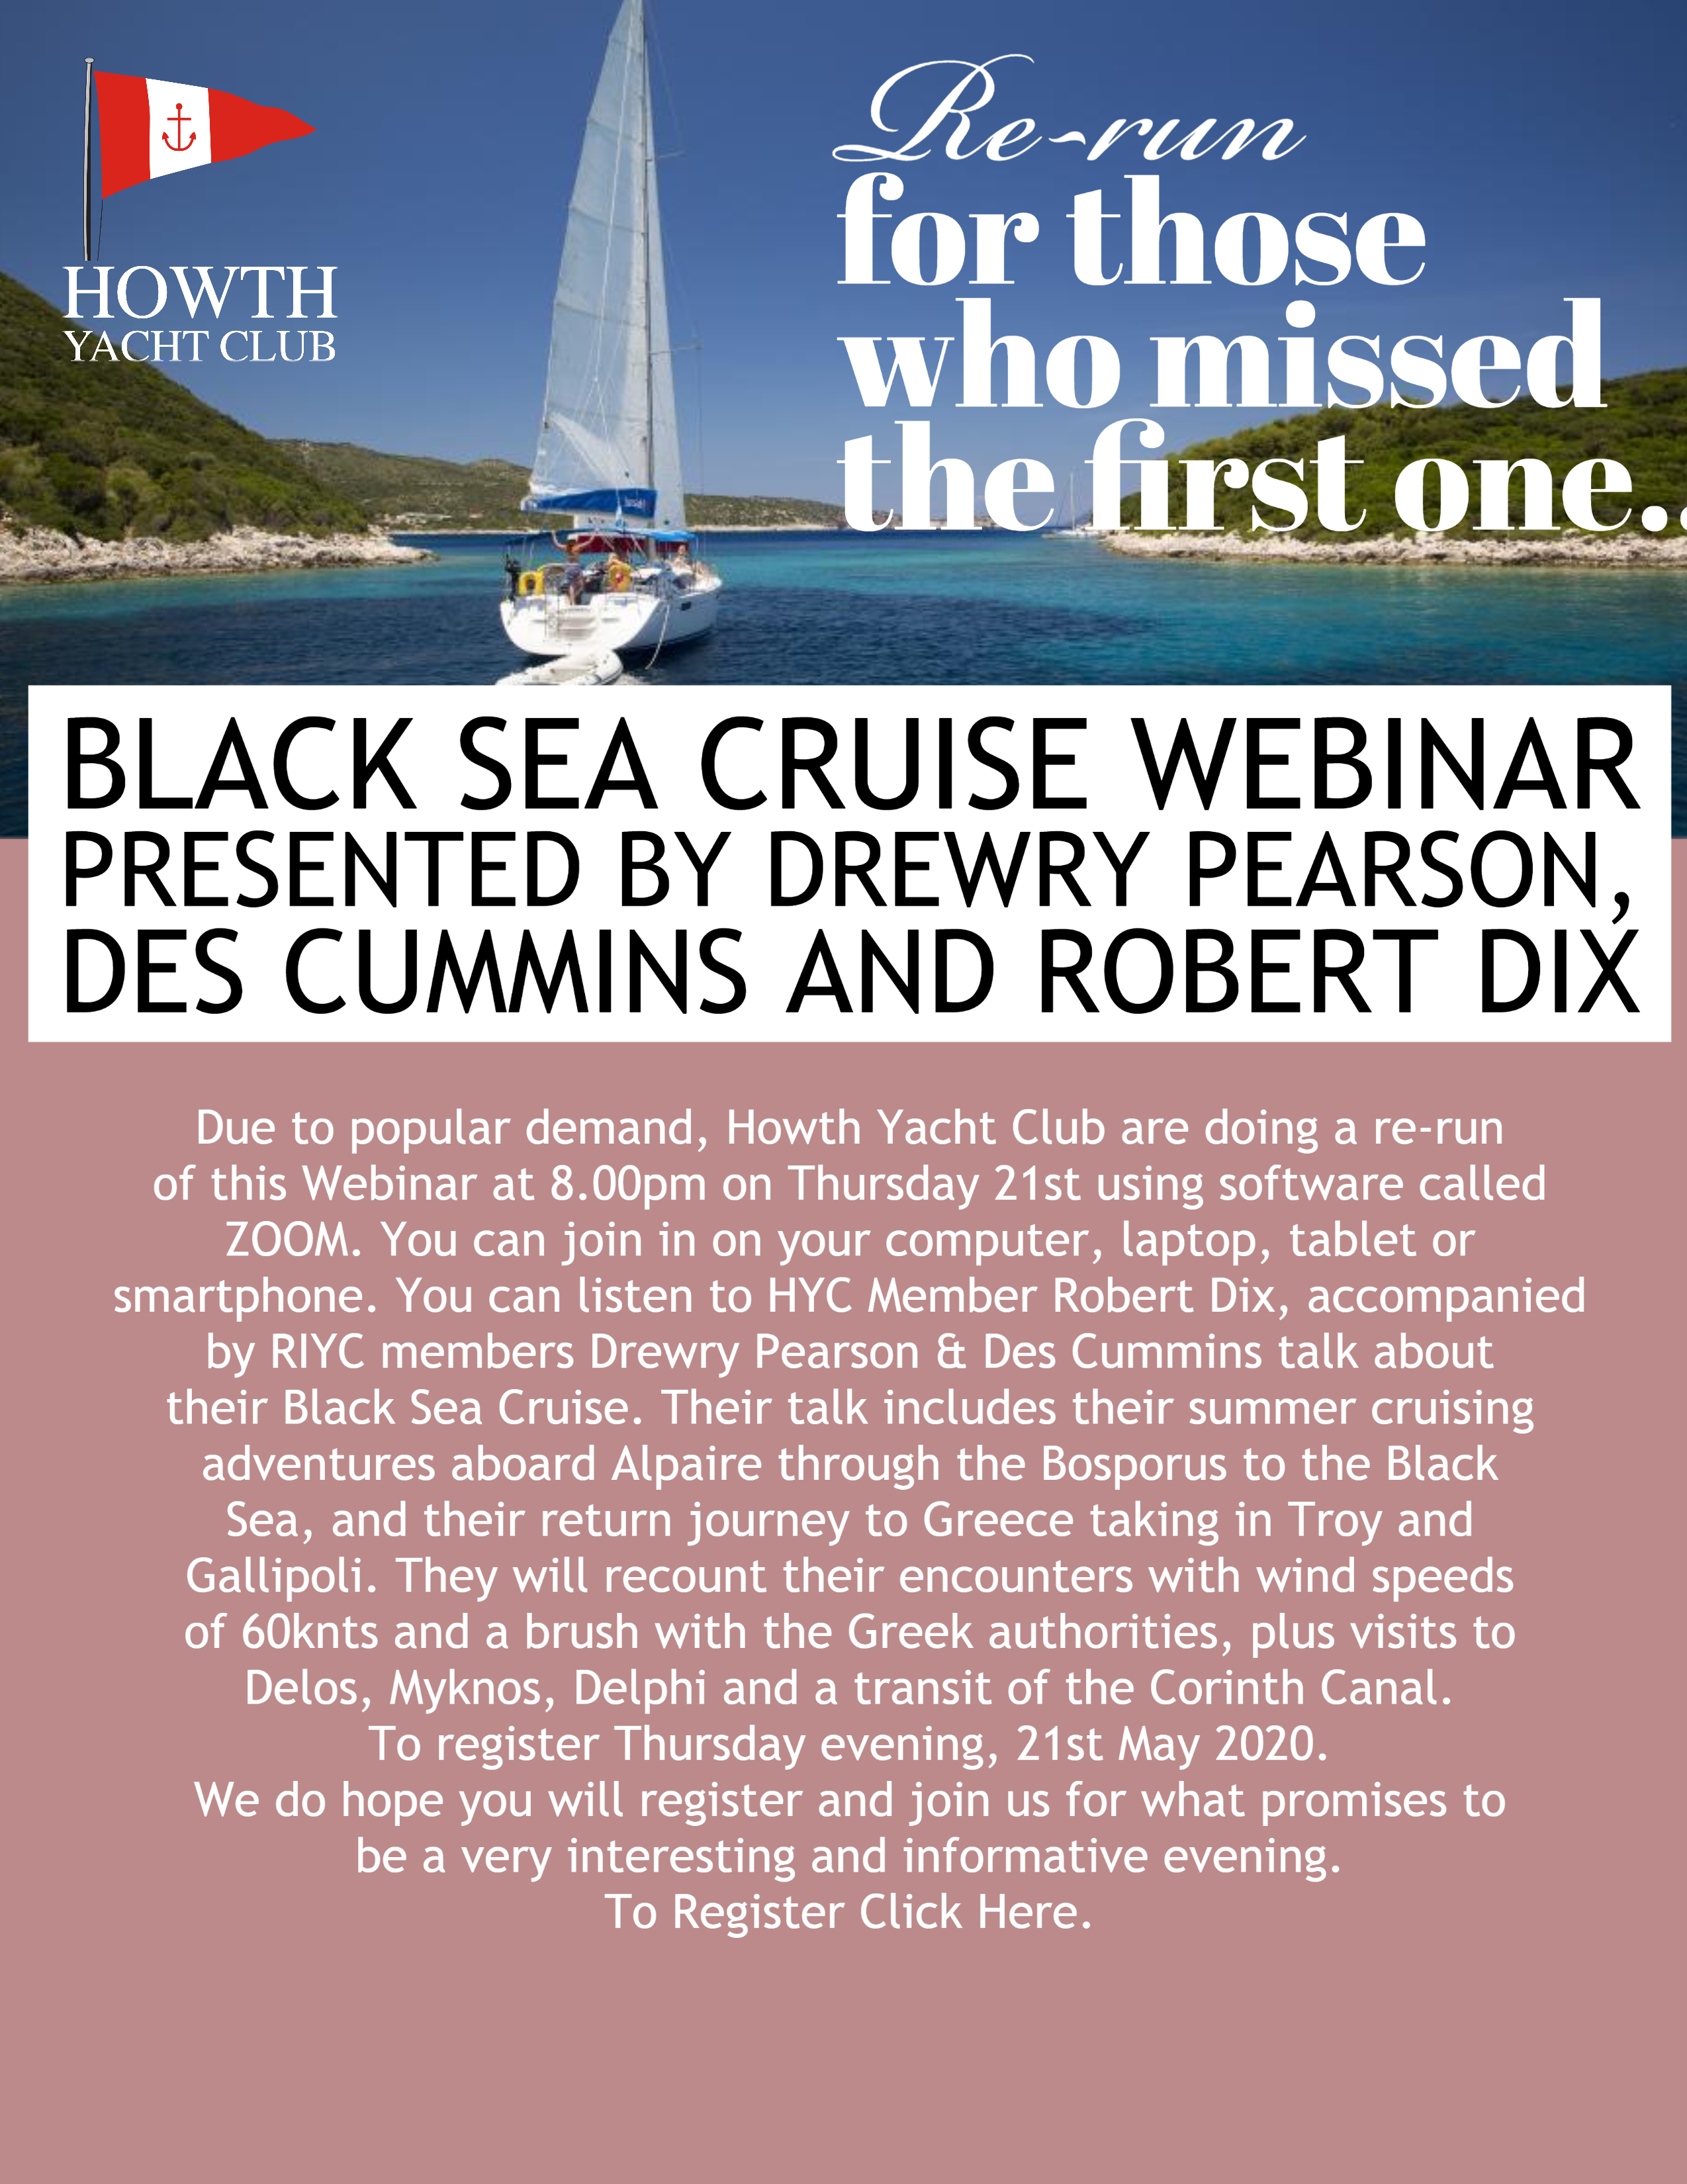 HOWTH
YACHT CLUB
Re-run
for those
who missed
the first one..
BLACK SEA CRUISE WEBINAR
PRESENTED BY DREWRY PEARSON,
DES CUMMINS AND ROBERT DIX
Due to popular demand, Howth Yacht Club are doing a re-run
of this Webinar at 8.00pm on Thursday 21st using software called
ZOOM. You can join in on your computer, laptop, tablet or
smartphone. You can listen to HYC Member Robert Dix, accompanied
by RIYC members Drewry Pearson & Des Cummins talk about
their Black Sea Cruise. Their talk includes their summer cruising
adventures aboard Alpaire through the Bosporus to the Black
Sea, and their return journey to Greece taking in Troy and
Gallipoli. They will recount their encounters with wind speeds
of 60knts and a brush with the Greek authorities, plus visits to
Delos, Myknos, Delphi and a transit of the Corinth Canal.
To register Thursday evening, 21st May 2020.
We do hope you will register and join us for what promises to
be a very interesting and informative evening.
To Register Click Here.